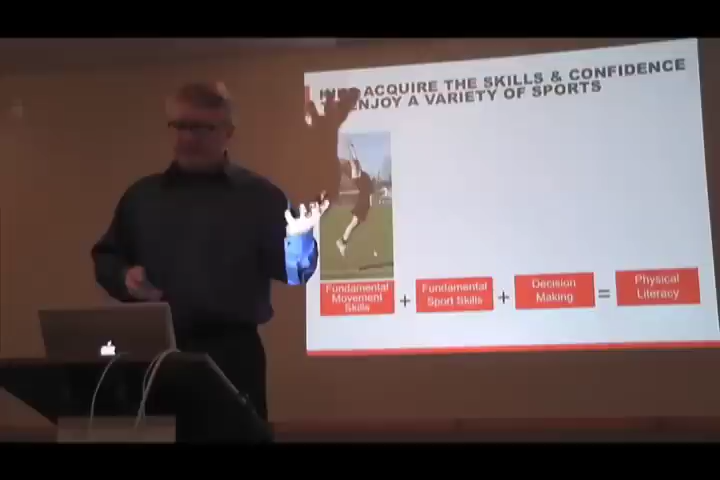 ACQUIRE THE SKILLS & CONFIDENCE
ENJOY A VARIETY OF SPORTS
Fundamental
Movement
Skills
+
Fundamental
Sport Skills
+
Decision
Making
=
Physical
Literacy